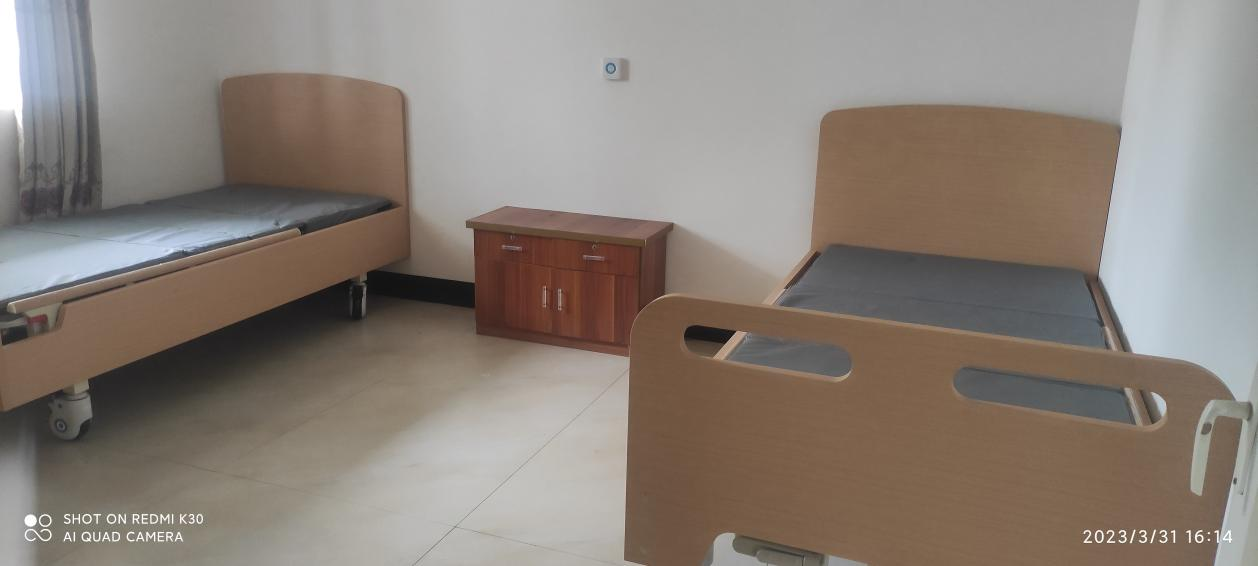 SHOT ON REDMI K30
AI QUAD CAMERA
2023/3/31 16:14